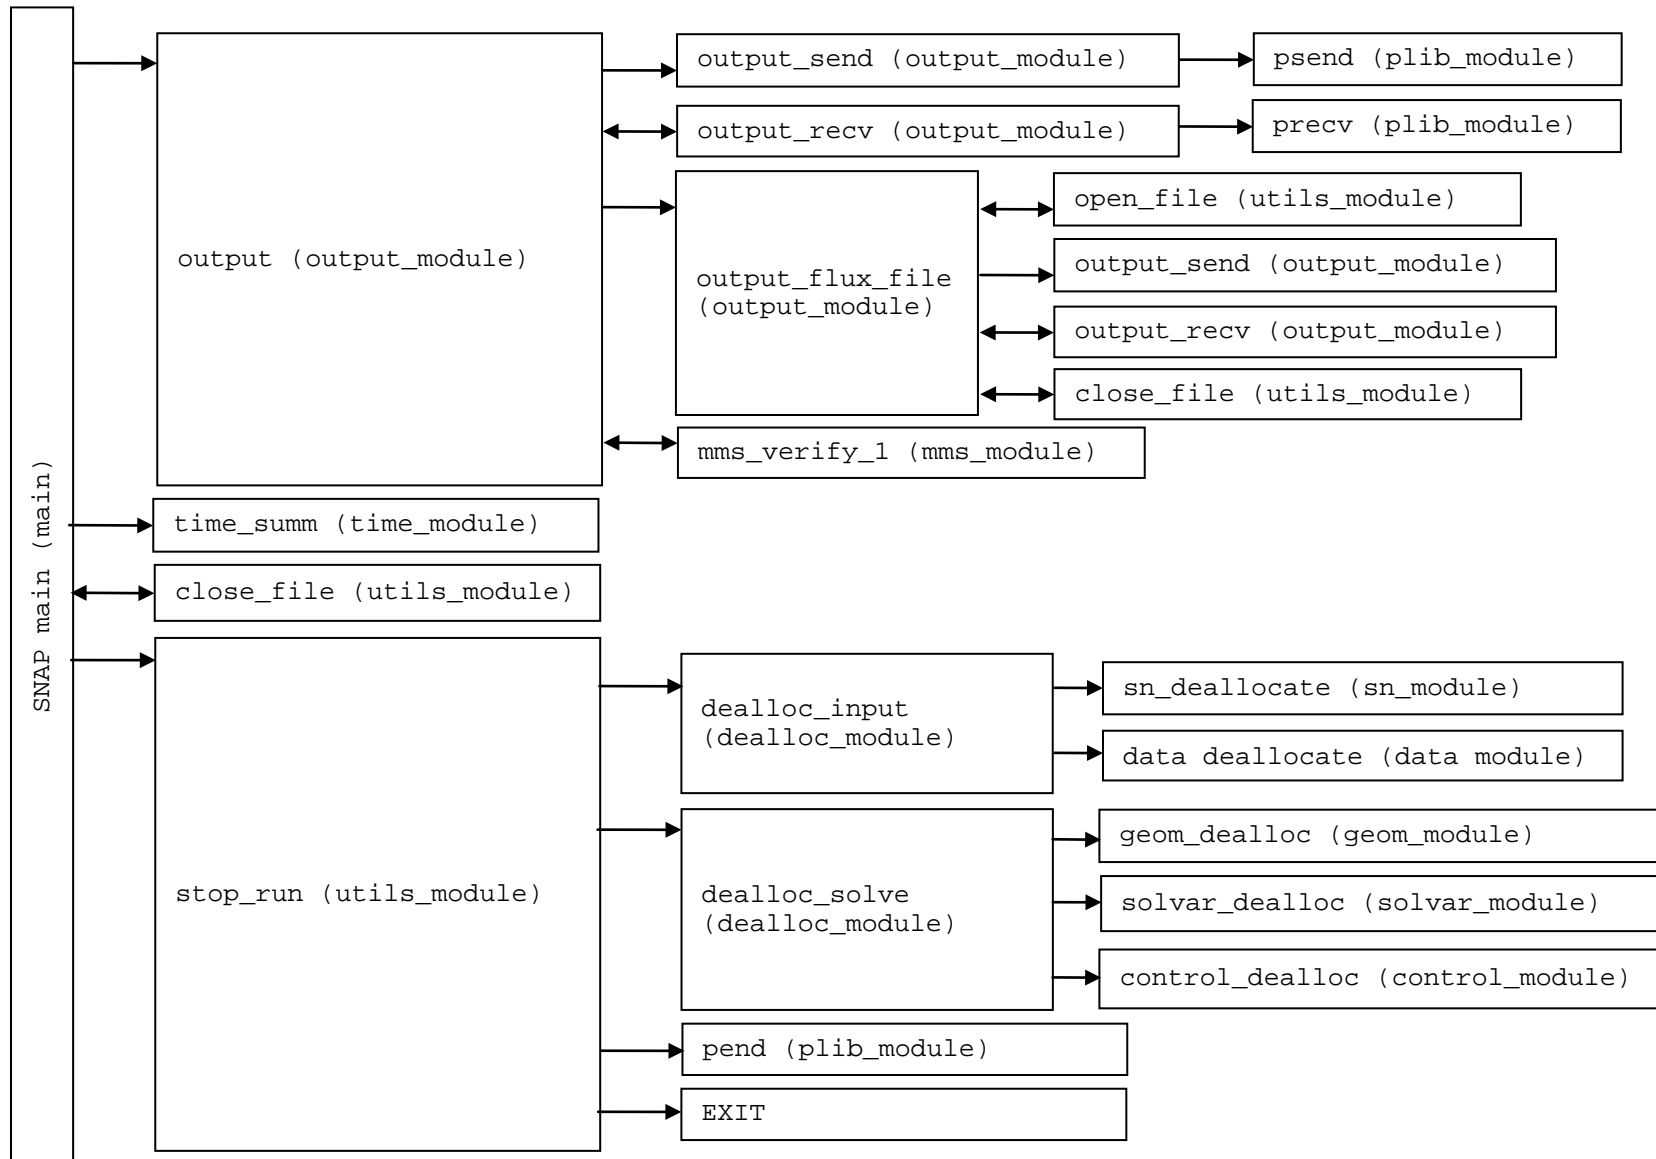 SNAP main (main)
output (output_module)
output_send (output_module)
psend (plib_module)
output_recv (output_module)
precv (plib_module)
output_flux_file
(output_module)
open_file (utils_module)
output_send (output_module)
output_recv (output_module)
close_file (utils_module)
mms_verify_1 (mms_module)
time_summ (time_module)
close_file (utils_module)
stop_run (utils_module)
dealloc_input
(dealloc_module)
sn_deallocate (sn_module)
data deallocate (data module)
dealloc_solve
(dealloc_module)
geom_dealloc (geom_module)
solvar_dealloc (solvar_module)
control_dealloc (control_module)
pend (plib_module)
EXIT